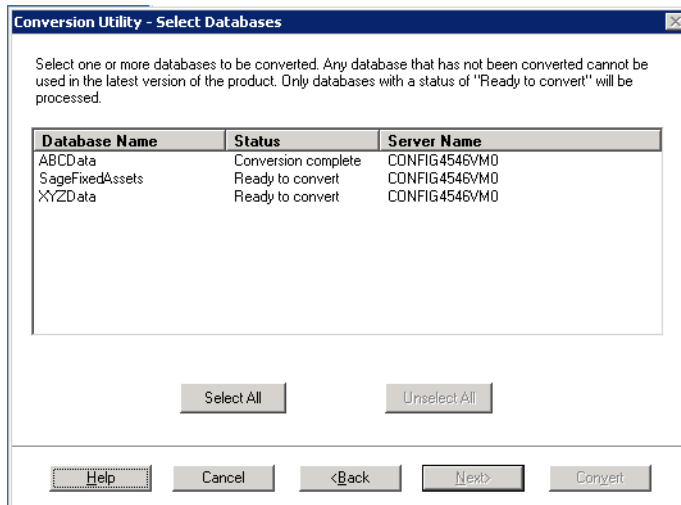 Conversion Utility - Select Databases
Select one or more databases to be converted. Any database that has not been converted cannot be
used in the latest version of the product. Only databases with a status of "Ready to convert" will be
processed.
Database Name Status Server Name
ABCData Conversion complete CONFIG4546VM0
SageFixedAssets Ready to convert CONFIG4546VM0
XYZData Ready to convert CONFIG4546VM0
Select All Unselect All
Help Cancel <Back Next> Convert